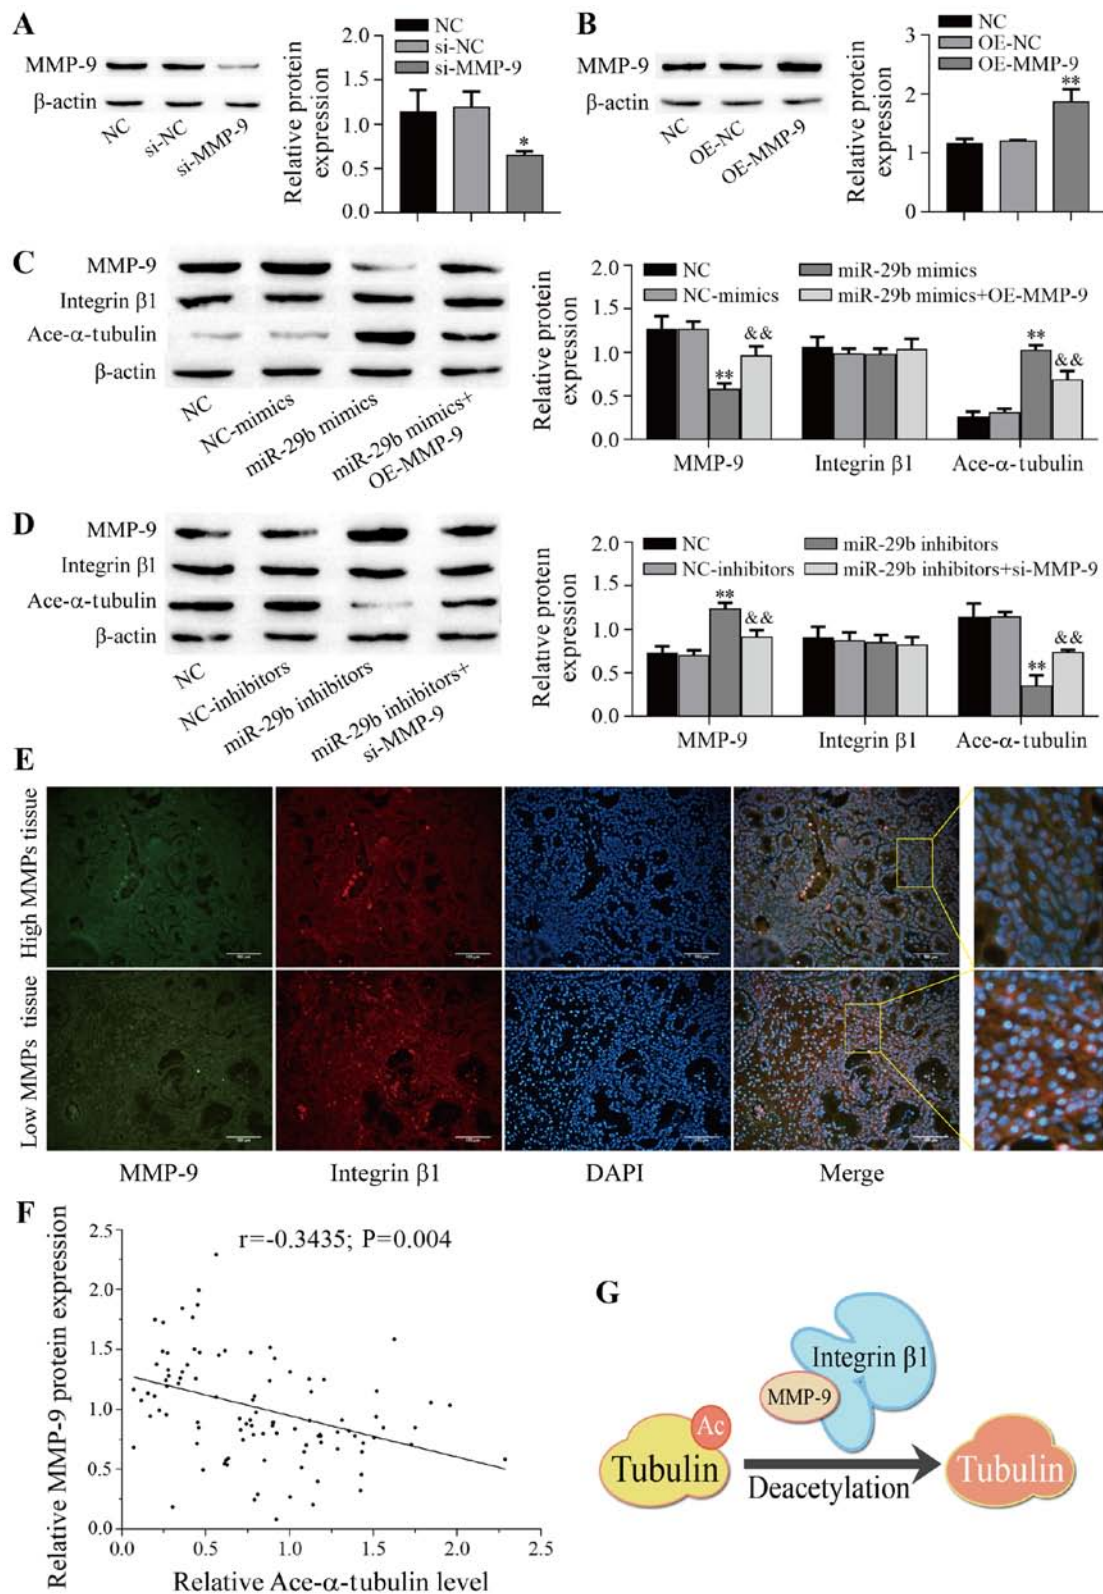 A
MMP-9
β-actin
NC
si-NC
si-MMP-9
Relative protein
expression
2.0
1.5
1.0
0.5
0.0
NC
si-NC
si-MMP-9
*
B
MMP-9
β-actin
NC
OE-NC
OE-MMP-9
Relative protein
expression
3
2
1
0
NC
OE-NC
OE-MMP-9
**
C
MMP-9
Integrin β1
Ace-α-tubulin
β-actin
NC
NC-mimics
miR-29b mimics
miR-29b mimics+
OE-MMP-9
Relative protein
expression
2.0
1.5
1.0
0.5
0.0
NC
NC-mimics
miR-29b mimics
miR-29b mimics+OE-MMP-9
**
&&
**
&&
MMP-9
Integrin β1
Ace-α-tubulin
D
MMP-9
Integrin β1
Ace-α-tubulin
β-actin
NC
NC-inhibitors
miR-29b inhibitors
miR-29b inhibitors+
si-MMP-9
Relative protein
expression
2.0
1.5
1.0
0.5
0.0
NC
NC-inhibitors
miR-29b inhibitors
miR-29b inhibitors+si-MMP-9
**
&&
**
&&
MMP-9
Integrin β1
Ace-α-tubulin
E
High MMPs tissue
Low MMPs tissue
MMP-9
Integrin β1
DAPI
Merge
F
Relative MMP-9 protein expression
2.5
2.0
1.5
1.0
0.5
0.0
r=-0.3435; P=0.004
0.0
0.5
1.0
1.5
2.0
2.5
Relative Ace-α-tubulin level
G
Integrin β1
MMP-9
Ac
Tubulin
Deacetylation
Tubulin